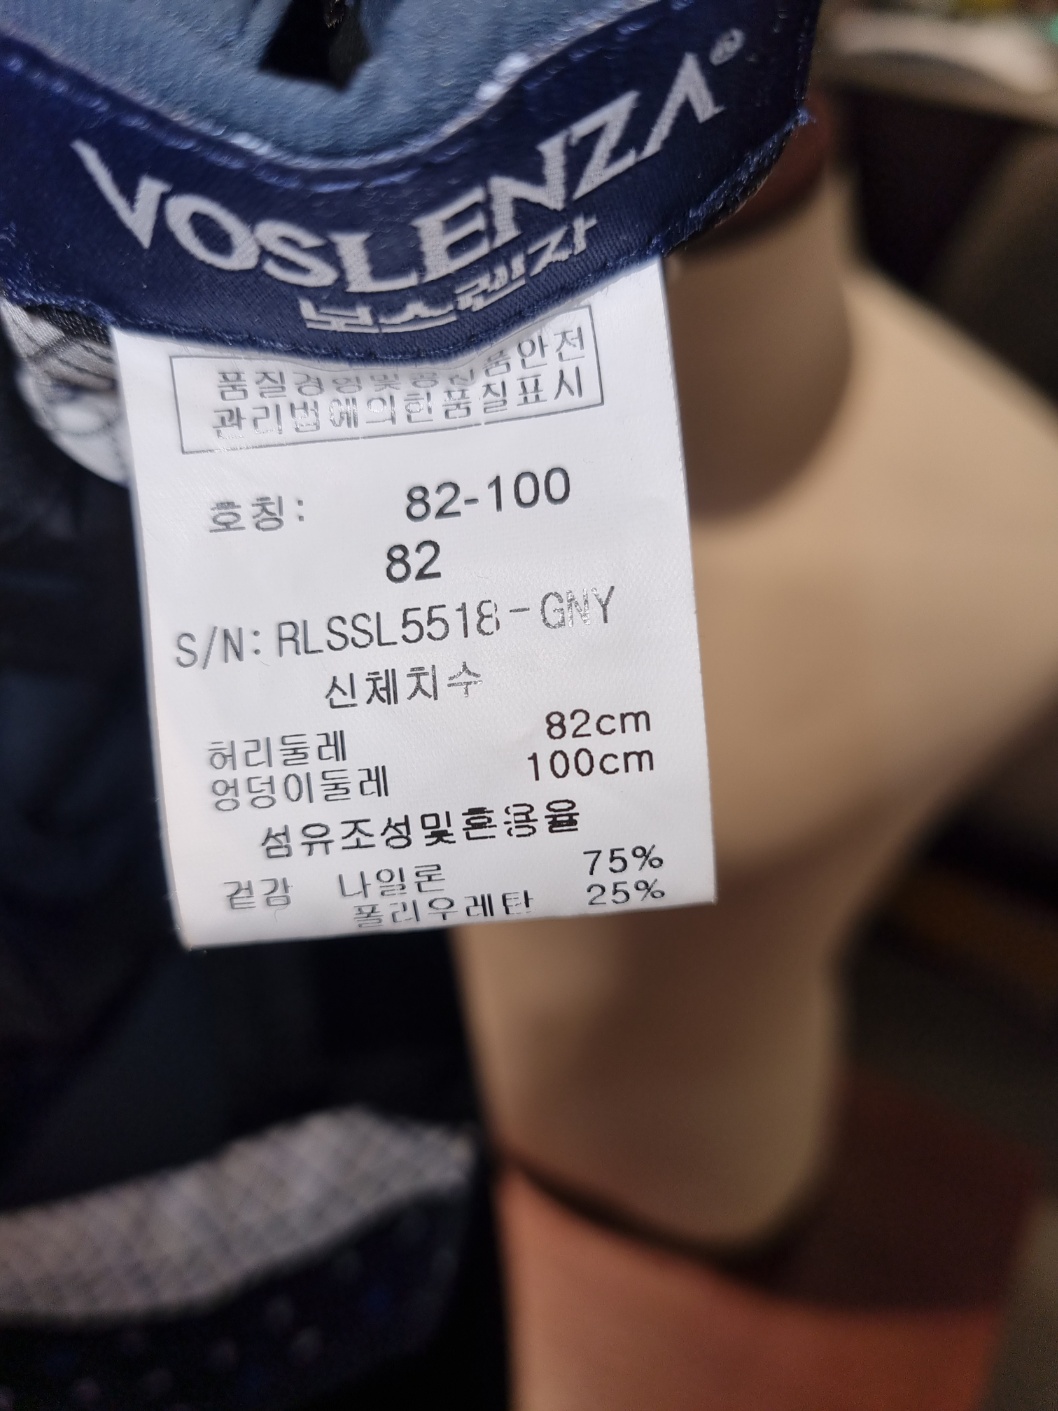 VOSLENZA®
보스렌자
품질경영및공산품안전
관리법에의한품질표시
호칭: 82-100
82
S/N: RLSSL5518-GNY
신체치수
허리둘레 82cm
엉덩이둘레 100cm
섬유조성및혼용율
겉감 나일론 75%
폴리우레탄 25%